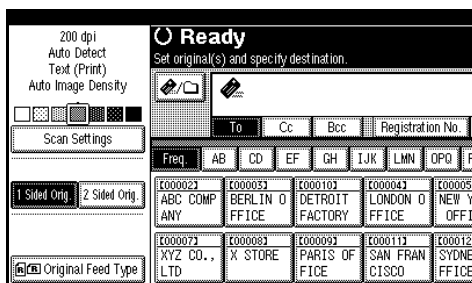 200 dpi
Auto Detect
Text (Print)
Auto Image Density
Scan Settings
1 Sided Orig. 2 Sided Orig.
Original Feed Type
Ready
Set original(s) and specify destination.
To Cc Bcc Registration No.
Freq. AB CD EF GH IJK LMN OPQ
[00002] [00003] [00010] [00004] [00005
ABC COMP BERLIN O DETROIT LONDON O NEW Y
ANY FFICE FACTORY FFICE OFFI
[00007] [00008] [00009] [00011] [00012
XYZ CO., X STORE PARIS OF SAN FRAN SYDNE
LTD FICE CISCO FFICE